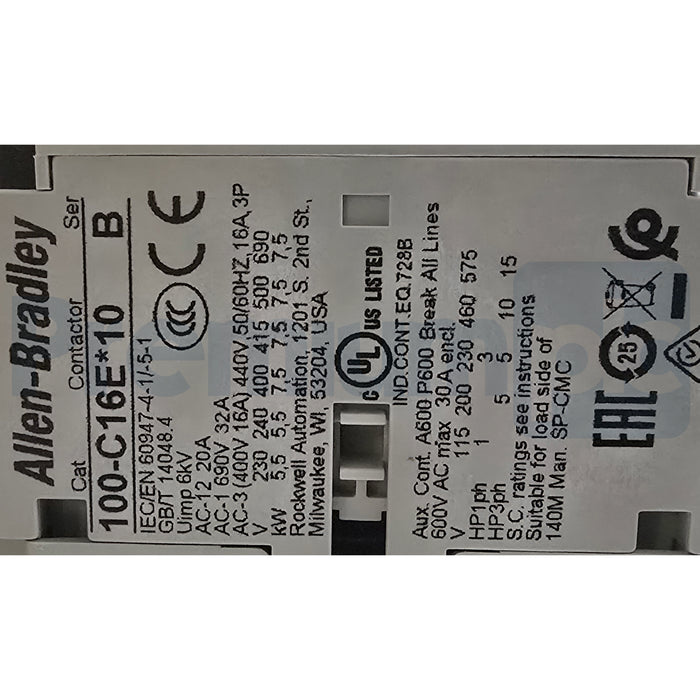 Allen-Bradley
Cat Contactor Ser
100-C16E*10 B
IEC/EN 60947-4-1/-5-1
GB/T 14048.4
Uimp 6kV
AC-12 20A
AC-1 690V 32A
AC-3 (400V 16A) 440V,50/60HZ,16A,3P
V 230 240 400 415 500 690
kW 5,5 5,5 7,5 7,5 7,5 7,5
Rockwell Automation, 1201 S. 2nd St.,
Milwaukee, WI, 53204, USA
CCC CE
C UL US LISTED
IND.CONT.EQ.728B
Aux. Cont. A600 P600 Break All Lines
600V AC max 30A encl.
V 115 200 230 460 575
HP1ph 1 3
HP3ph 5 5 10 15
S.C. ratings see instructions
Suitable for load side of
140M Man. SP-CMC
EAC 25